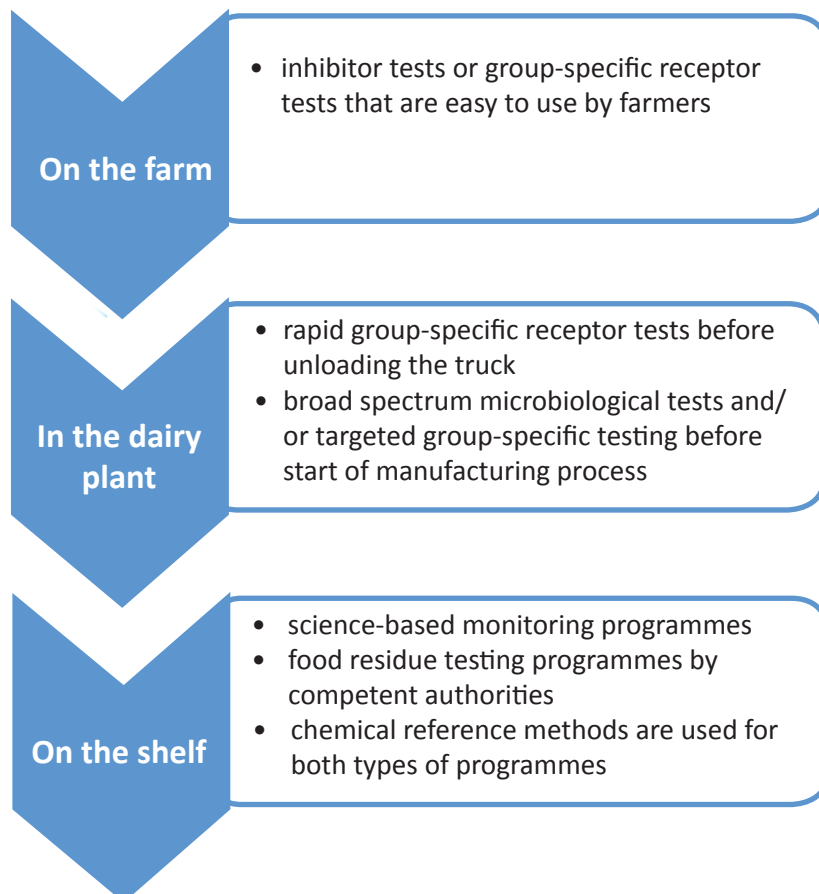 On the farm
• inhibitor tests or group-specific receptor
tests that are easy to use by farmers
In the dairy
plant
• rapid group-specific receptor tests before
unloading the truck
• broad spectrum microbiological tests and/
or targeted group-specific testing before
start of manufacturing process
On the shelf
• science-based monitoring programmes
• food residue testing programmes by
competent authorities
• chemical reference methods are used for
both types of programmes